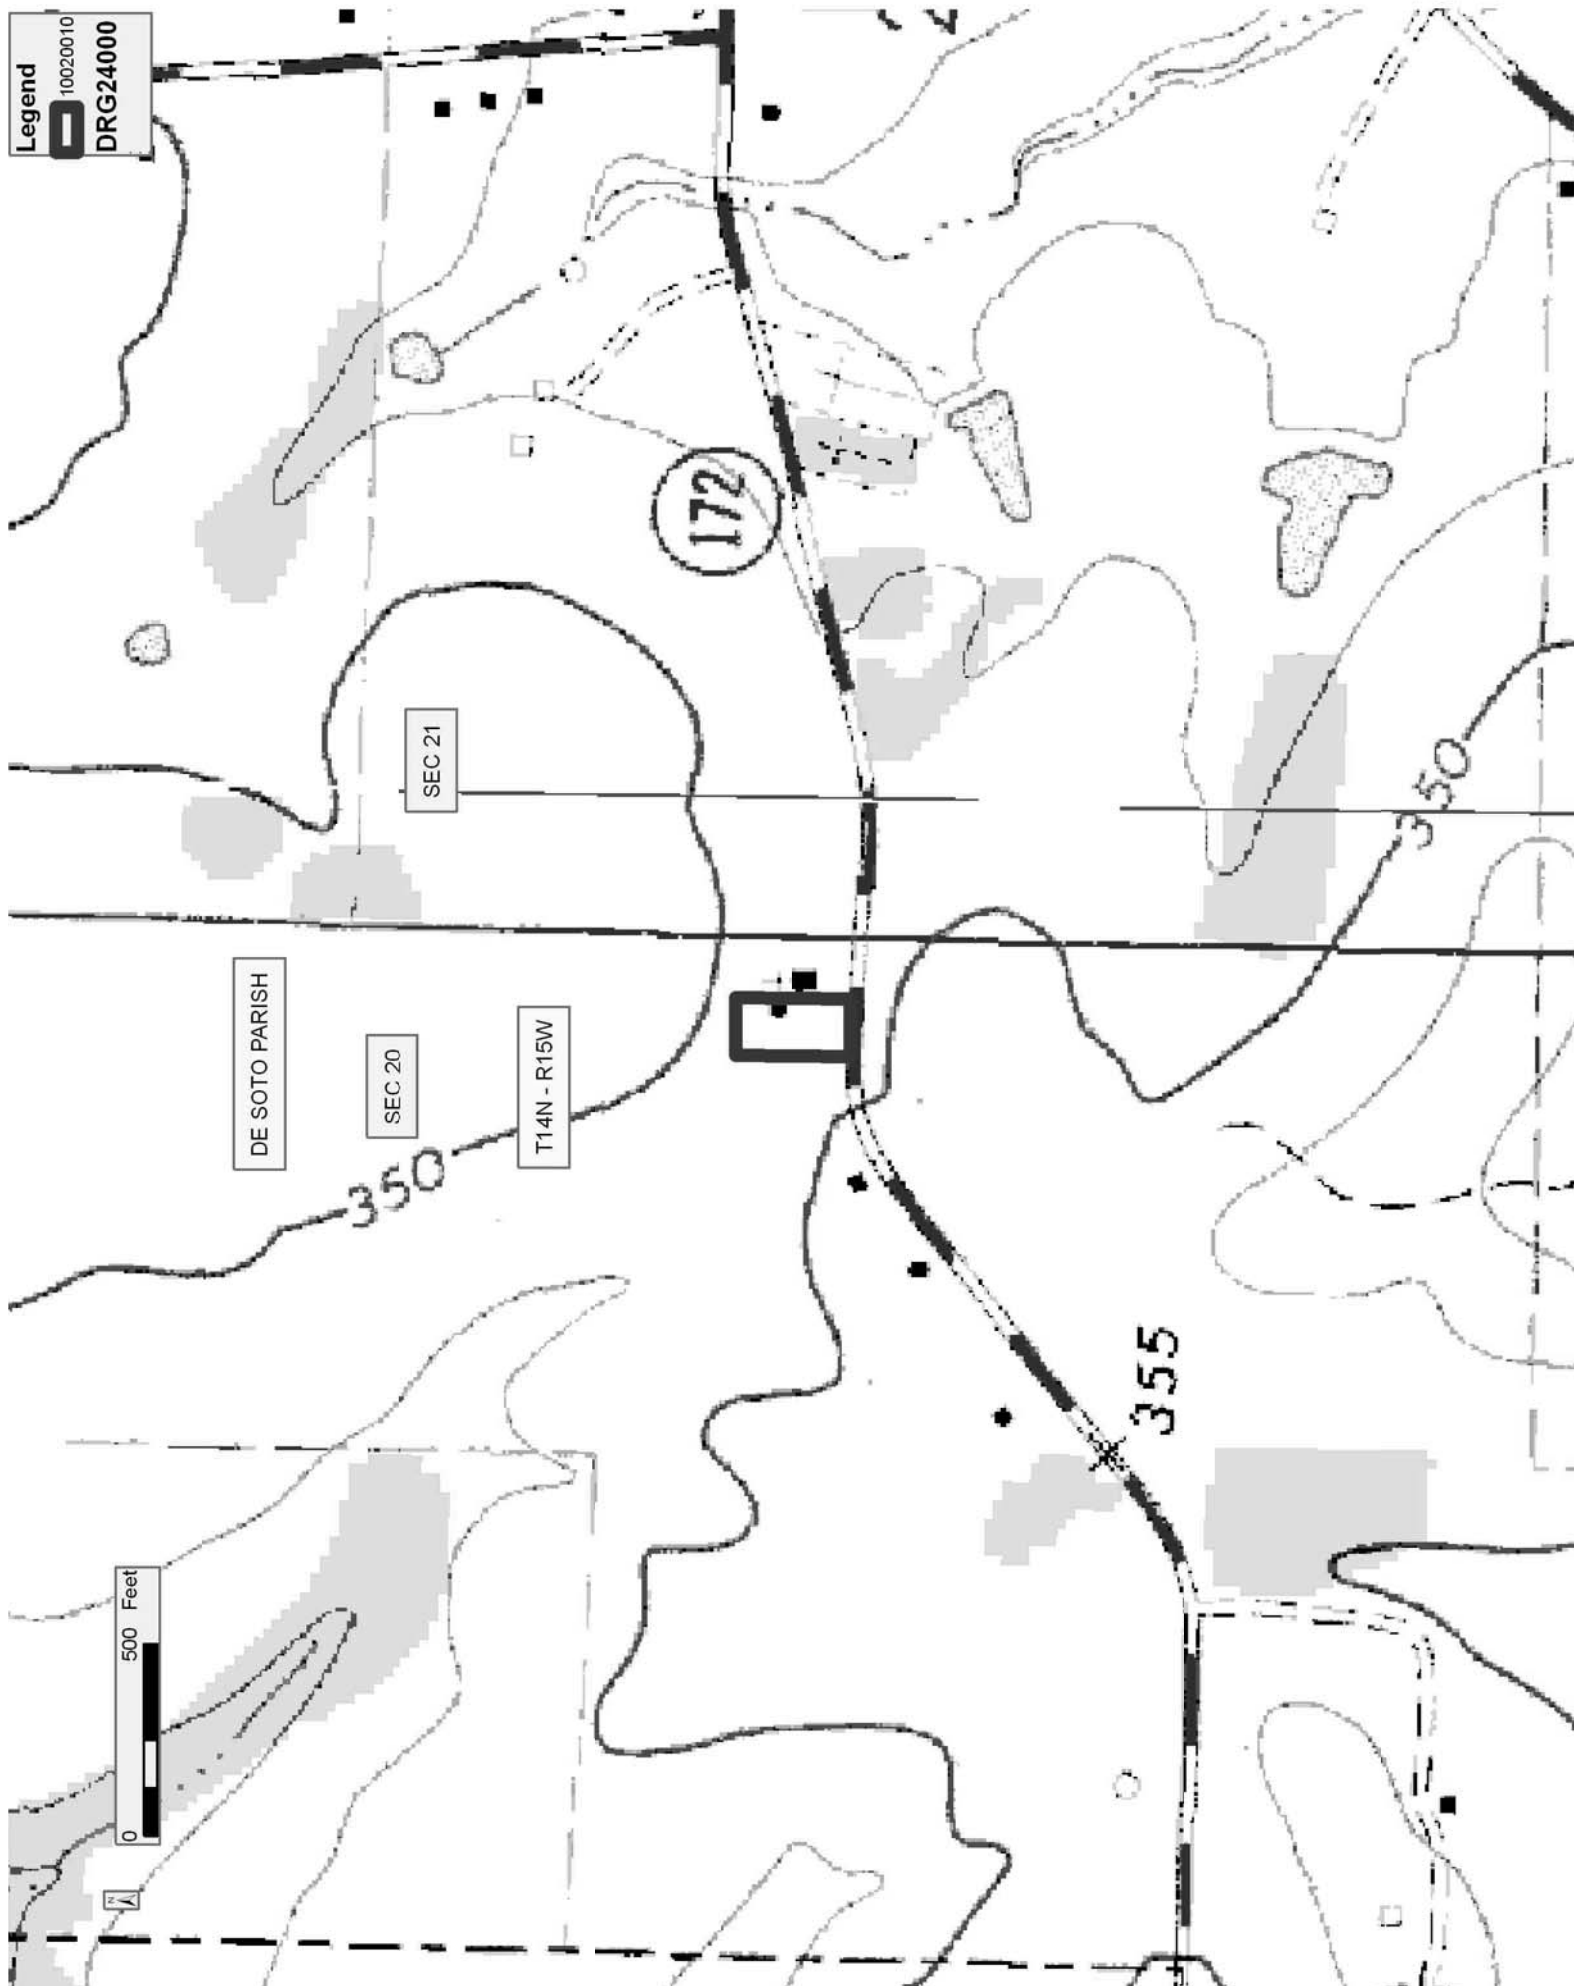 Legend
10020010
DRG24000
172
SEC 21
DE SOTO PARISH
SEC 20
T14N - R15W
350
350
355
0 500 Feet
N